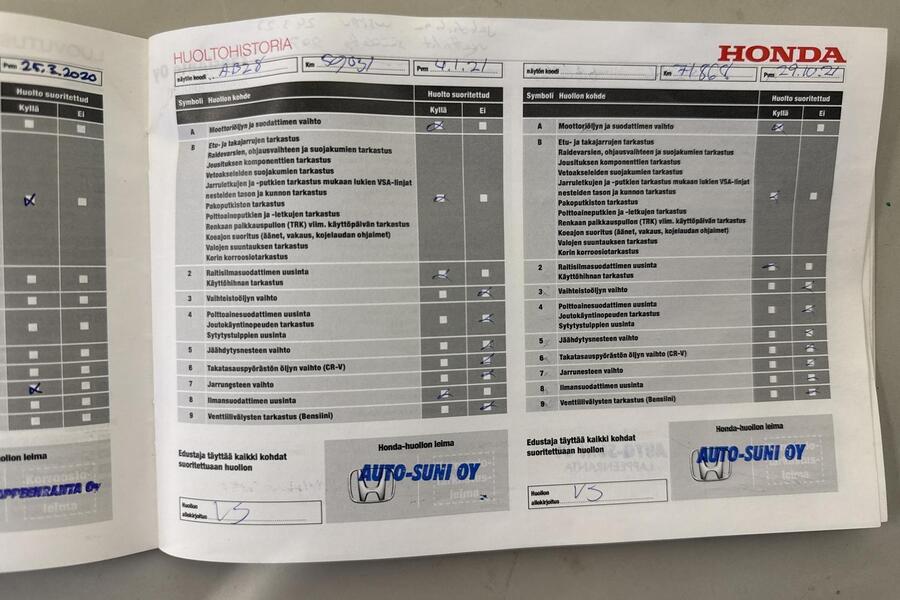 LUOVUTUS
Pvm 25.3.2020
Huolto suoritettud
Kyllä
Ei
PPEENRANTA OY
leima
HUOLTOHISTORIA
HONDA
näytön koodi AB28
Km
Pvm 4.1.21
Symboli Huollon kohde
Huolto suoritettud
Kyllä
Ei
A Moottoriöljyn ja suodattimen vaihto
B Etu- ja takajarrujen tarkastus
Raidevarsien, ohjausvaihteen ja suojakumien tarkastus
Jousituksen komponenttien tarkastus
Vetoakseleiden suojakumien tarkastus
Jarruletkujen ja -putkien tarkastus mukaan lukien VSA-linjat
nesteiden tason ja kunnon tarkastus
Pakoputkiston tarkastus
Polttoaineputkien ja -letkujen tarkastus
Renkaan paikkauspullon (TRK) viim. käyttöpäivän tarkastus
Koeajon suoritus (äänet, vakaus, kojelaudan ohjaimet)
Valojen suuntauksen tarkastus
Korin korroosiotarkastus
2 Raitisilmasuodattimen uusinta
Käyttöhihnan tarkastus
3 Vaihteistoöljyn vaihto
4 Polttoainesuodattimen uusinta
Joutokäyntinopeuden tarkastus
Sytytystulppien uusinta
5 Jäähdytysnesteen vaihto
6 Takatasauspyörästön öljyn vaihto (CR-V)
7 Jarrungsteen vaihto
8 Ilmansuodattimen uusinta
9 Venttiilivälysten tarkastus (Bensiini)
Edustaja täyttää kaikki kohdat
suoritettuaan huollon
Honda-huollon leima
AUTO-SUNI OY
Huollon
allekirjoitus VS
näytön koodi
Km 71868
Pvm 29.10.21
Symboli Huollon kohde
Huolto suoritettud
Kyllä
Ei
A Moottoriöljyn ja suodattimen vaihto
B Etu- ja takajarrujen tarkastus
Raidevarsien, ohjausvaihteen ja suojakumien tarkastus
Jousituksen komponenttien tarkastus
Vetoakseleiden suojakumien tarkastus
Jarruletkujen ja -putkien tarkastus mukaan lukien VSA-linjat
nesteiden tason ja kunnon tarkastus
Pakoputkiston tarkastus
Polttoaineputkien ja -letkujen tarkastus
Renkaan paikkauspullon (TRK) viim. käyttöpäivän tarkastus
Koeajon suoritus (äänet, vakaus, kojelaudan ohjaimet)
Valojen suuntauksen tarkastus
Korin korroosiotarkastus
2 Raitisilmasuodattimen uusinta
Käyttöhihnan tarkastus
3 Vaihteistoöljyn vaihto
4 Polttoainesuodattimen uusinta
Joutokäyntinopeuden tarkastus
Sytytystulppien uusinta
5 Jäähdytysnesteen vaihto
6 Takatasauspyörästön öljyn vaihto (CR-V)
7 Jarrunesteen vaihto
8 Ilmansuodattimen uusinta
9 Venttiilivälysten tarkastus (Bensiini)
Edustaja täyttää kaikki kohdat
suoritettuaan huollon
Honda-huollon leima
AUTO-SUNI OY
Huollon
allekirjoitus VS